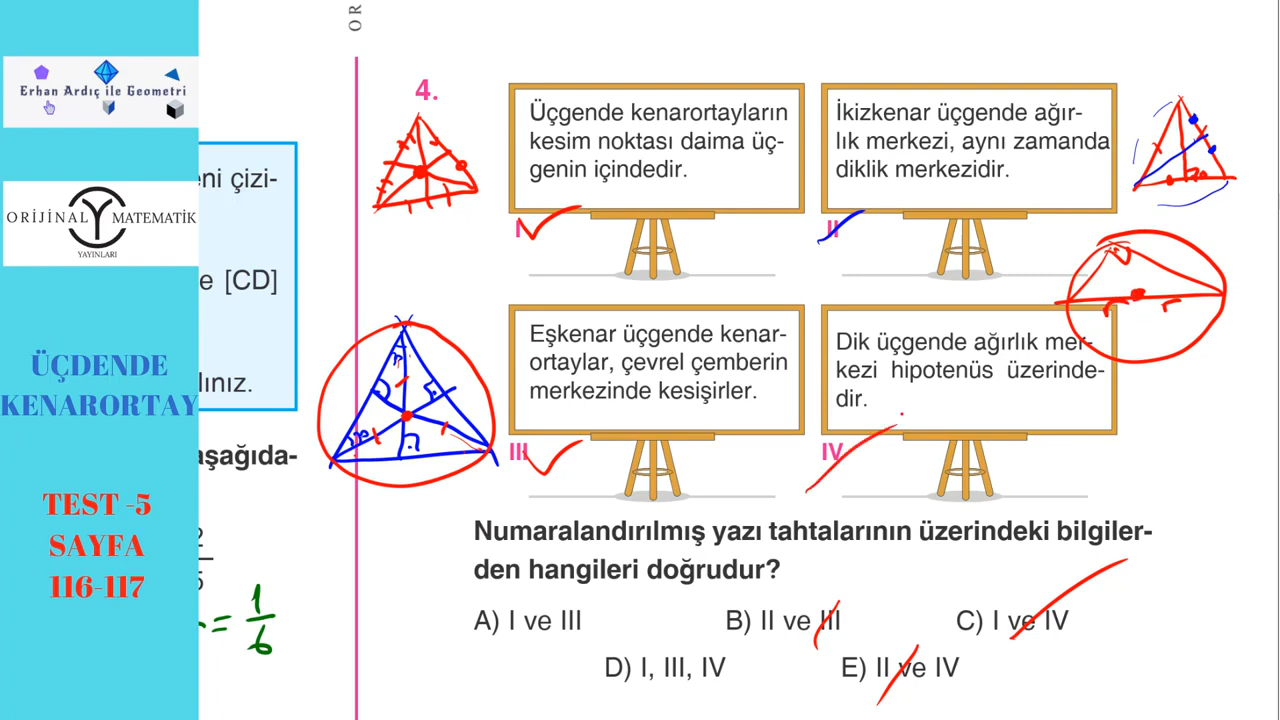 OR
Erhan Ardıç ile Geometri
ORİJİNAL MATEMATİK
YAYINLARI
ÜÇDENDE
KENARORTAY
TEST -5
SAYFA
116-117
eni çizi-
e [CD]
lınız.
aşağıda-
= 1/6
4.
Üçgende kenarortayların
kesim noktası daima üç-
genin içindedir.
I
İkizkenar üçgende ağır-
lık merkezi, aynı zamanda
diklik merkezidir.
II
Eşkenar üçgende kenar-
ortaylar, çevrel çemberin
merkezinde kesişirler.
III
Dik üçgende ağırlık mer-
kezi hipotenüs üzerinde-
dir.
IV
r r
Numaralandırılmış yazı tahtalarının üzerindeki bilgiler-
den hangileri doğrudur?
A) I ve III B) II ve III C) I ve IV
D) I, III, IV E) II ve IV